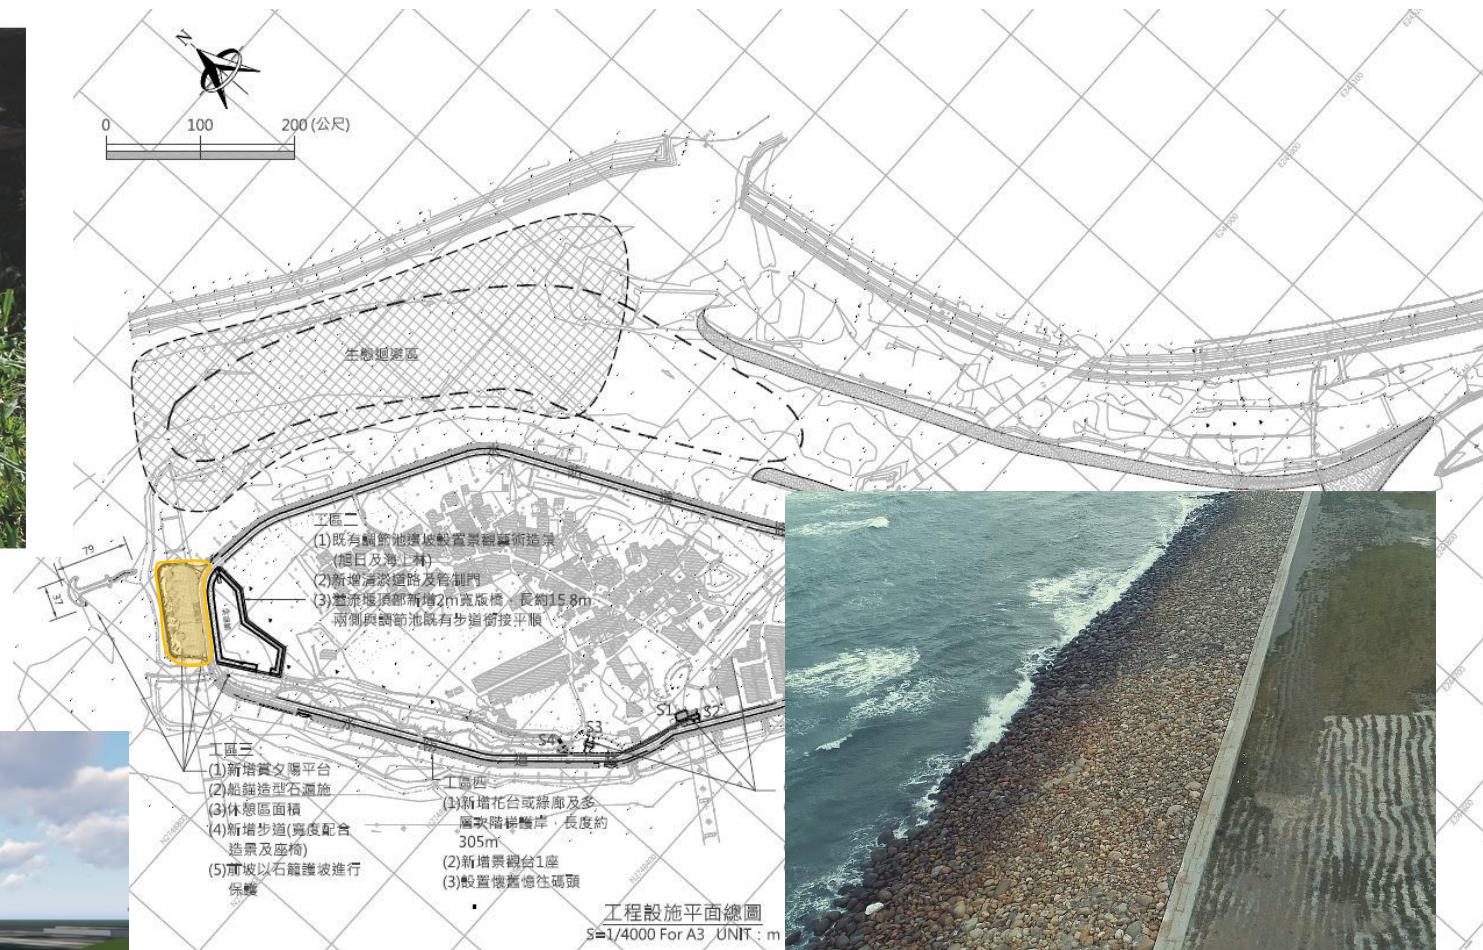 N
0 100 200 (公尺)
生態迴避區
79
37
工區二
(1)既有調節池邊坡設置景觀藝術造景
(旭日及海上林)
(2)新增清淤道路及管制門
(3)溢流堰頂部新增2m寬版橋，長約15.8m
兩側與調節池既有步道銜接平順
S1
S2
S3
S4
工區三
(1)新增賞夕陽平台
(2)船錨造型石滬施
(3)休憩區面積
(4)新增步道(寬度配合
造景及座椅)
(5)前坡以石籠護坡進行
保護
工區四
(1)新增花台或綠廊及多
層次階梯護岸，長度約
305m
(2)新增景觀台1座
(3)設置懷舊憶往碼頭
工程設施平面總圖
S=1/4000 For A3 UNIT：m